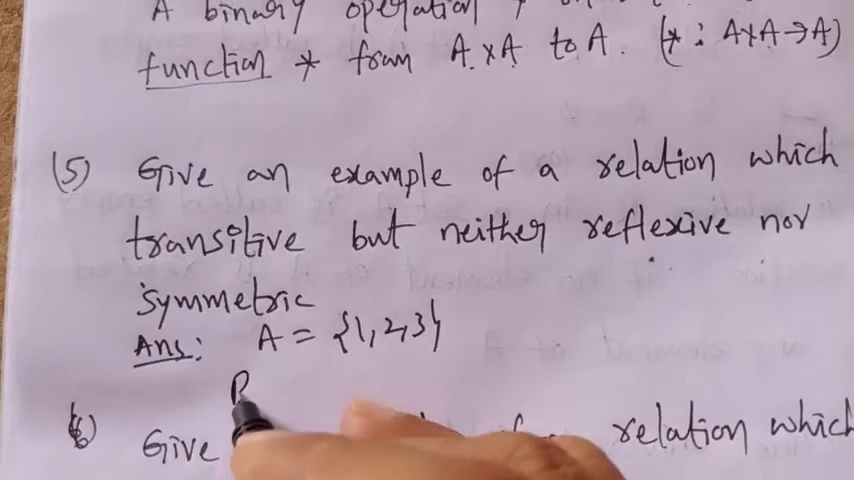 A binary operation
function * from A×A to A. (* : A×A→A)
(5) Give an example of a relation which
transitive but neither reflexive nor
symmetric
Ans: A = {1,2,3}
R
(6) Give relation which